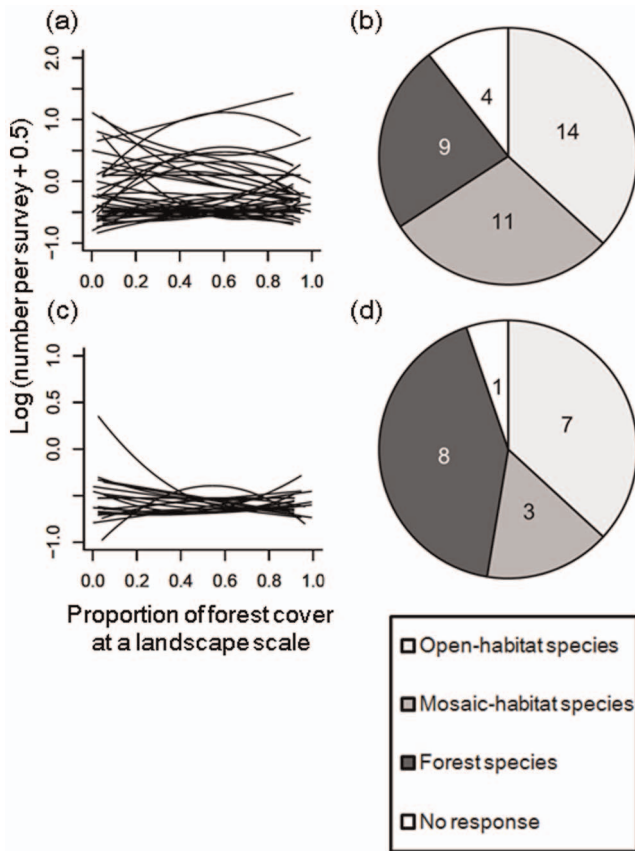 (a)
(b)
2.0
1.0
0.0
-1.0
0.0 0.2 0.4 0.6 0.8 1.0
4
14
9
11
(c)
(d)
Log (number per survey + 0.5)
1.0
0.5
0.0
-1.0
0.0 0.2 0.4 0.6 0.8 1.0
1
7
8
3
Proportion of forest cover
at a landscape scale
Open-habitat species
Mosaic-habitat species
Forest species
No response